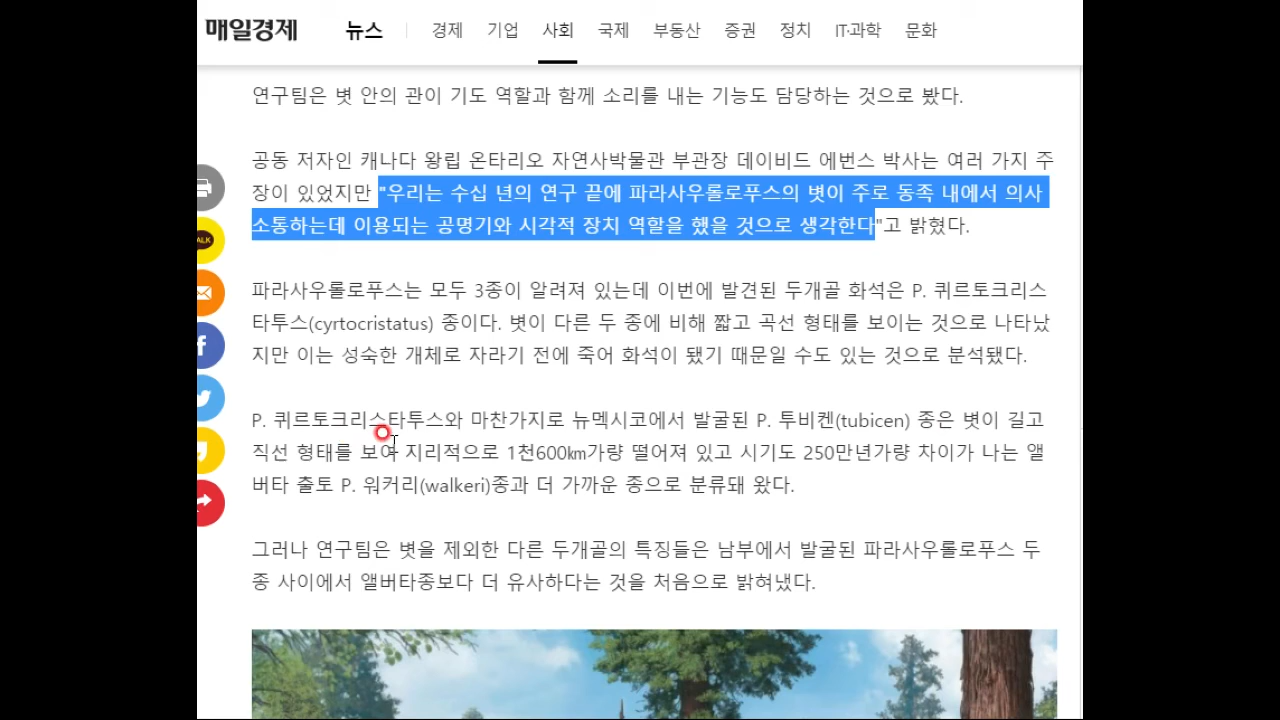 매일경제 뉴스 경제 기업 사회 국제 부동산 증권 정치 IT·과학 문화
연구팀은 볏 안의 관이 기도 역할과 함께 소리를 내는 기능도 담당하는 것으로 봤다.
공동 저자인 캐나다 왕립 온타리오 자연사박물관 부관장 데이비드 에번스 박사는 여러 가지 주
장이 있었지만 "우리는 수십 년의 연구 끝에 파라사우롤로푸스의 볏이 주로 동족 내에서 의사
소통하는데 이용되는 공명기와 시각적 장치 역할을 했을 것으로 생각한다"고 밝혔다.
파라사우롤로푸스는 모두 3종이 알려져 있는데 이번에 발견된 두개골 화석은 P. 퀴르토크리스
타투스(cyrtocristatus) 종이다. 볏이 다른 두 종에 비해 짧고 곡선 형태를 보이는 것으로 나타났
지만 이는 성숙한 개체로 자라기 전에 죽어 화석이 됐기 때문일 수도 있는 것으로 분석됐다.
P. 퀴르토크리스타투스와 마찬가지로 뉴멕시코에서 발굴된 P. 투비켄(tubicen) 종은 볏이 길고
직선 형태를 보여 지리적으로 1천600㎞가량 떨어져 있고 시기도 250만년가량 차이가 나는 앨
버타 출토 P. 워커리(walkeri)종과 더 가까운 종으로 분류돼 왔다.
그러나 연구팀은 볏을 제외한 다른 두개골의 특징들은 남부에서 발굴된 파라사우롤로푸스 두
종 사이에서 앨버타종보다 더 유사하다는 것을 처음으로 밝혀냈다.